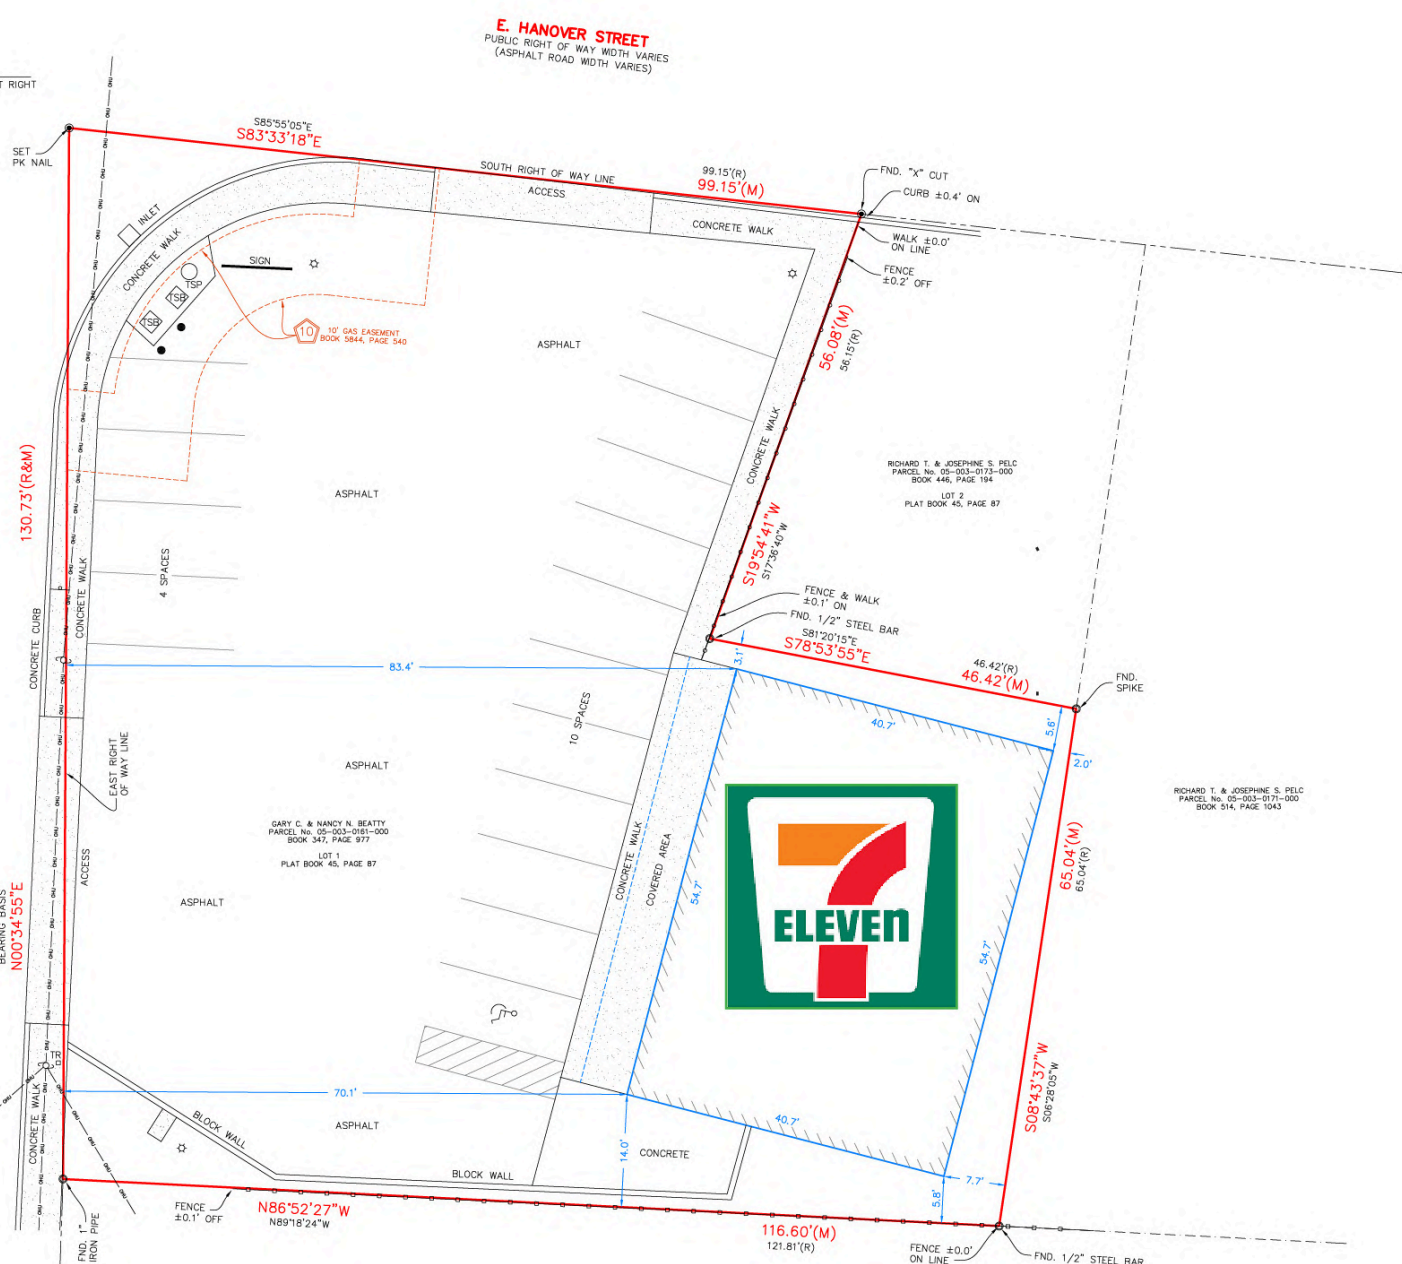 E. HANOVER STREET
PUBLIC RIGHT OF WAY WIDTH VARIES
(ASPHALT ROAD WIDTH VARIES)
T RIGHT
SET
PK NAIL
S85°55'05"E
S83°33'18"E
SOUTH RIGHT OF WAY LINE
ACCESS
99.15'(R)
99.15'(M)
FND. "X" CUT
CURB ±0.4' ON
WALK ±0.0'
ON LINE
FENCE
±0.2' OFF
CONCRETE WALK
INLET
CONCRETE WALK
SIGN
TSP
TSB
TSB
10
10' GAS EASEMENT
BOOK 5844, PAGE 540
ASPHALT
56.08'(M)
56.15'(R)
CONCRETE WALK
RICHARD T. & JOSEPHINE S. PELC
PARCEL No. 05-003-0173-000
BOOK 446, PAGE 194
LOT 2
PLAT BOOK 45, PAGE 87
130.73'(R&M)
ASPHALT
S19°54'41"W
S17°36'40"W
4 SPACES
CONCRETE WALK
CONCRETE CURB
FENCE & WALK
±0.1' ON
FND. 1/2" STEEL BAR
S81°20'15"E
S78°53'55"E
46.42'(R)
46.42'(M)
FND.
SPIKE
83.4'
3.1'
40.7'
5.6'
2.0'
10 SPACES
EAST RIGHT
OF WAY LINE
ASPHALT
GARY C. & NANCY N. BEATTY
PARCEL No. 05-003-0161-000
BOOK 347, PAGE 977
LOT 1
PLAT BOOK 45, PAGE 87
RICHARD T. & JOSEPHINE S. PELC
PARCEL No. 05-003-0171-000
BOOK 514, PAGE 1043
ACCESS
CONCRETE WALK
COVERED AREA
54.7'
7
ELEVEn
65.04'(M)
65.04'(R)
BEARING BASIS
N00°34'55"E
ASPHALT
54.7'
TR
S08°43'37"W
S06°28'05"W
70.1'
CONCRETE WALK
BLOCK WALL
ASPHALT
40.7'
14.0'
CONCRETE
BLOCK WALL
7.7'
5.8'
FENCE
±0.1' OFF
N86°52'27"W
N89°18'24"W
116.60'(M)
121.81'(R)
FND. 1"
IRON PIPE
FENCE ±0.0'
ON LINE
FND. 1/2" STEEL BAR